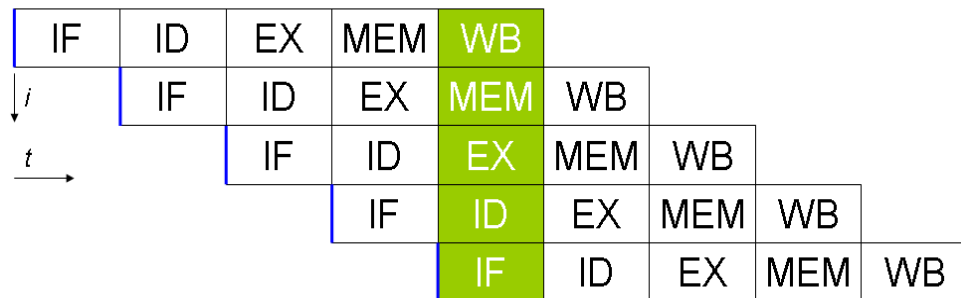 IF ID EX MEM WB
i IF ID EX MEM WB
t IF ID EX MEM WB
IF ID EX MEM WB
IF ID EX MEM WB